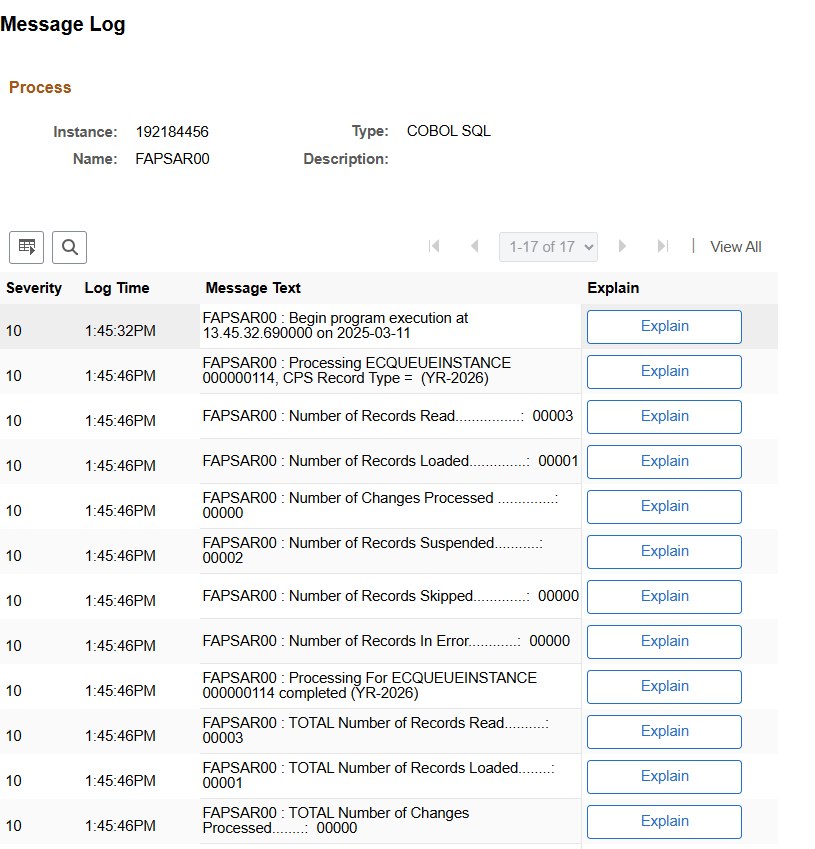 Message Log
Process
Instance: 192184456 Type: COBOL SQL
Name: FAPSAR00 Description:
1-17 of 17 | View All
Severity Log Time Message Text Explain
10 1:45:32PM FAPSAR00 : Begin program execution at
13.45.32.690000 on 2025-03-11 Explain
10 1:45:46PM FAPSAR00 : Processing ECQUEUEINSTANCE
000000114, CPS Record Type =  (YR-2026) Explain
10 1:45:46PM FAPSAR00 : Number of Records Read................:  00003 Explain
10 1:45:46PM FAPSAR00 : Number of Records Loaded..............:  00001 Explain
10 1:45:46PM FAPSAR00 : Number of Changes Processed ..............:
00000 Explain
10 1:45:46PM FAPSAR00 : Number of Records Suspended...........:
00002 Explain
10 1:45:46PM FAPSAR00 : Number of Records Skipped.............:  00000 Explain
10 1:45:46PM FAPSAR00 : Number of Records In Error............:  00000 Explain
10 1:45:46PM FAPSAR00 : Processing For ECQUEUEINSTANCE
000000114 completed (YR-2026) Explain
10 1:45:46PM FAPSAR00 : TOTAL Number of Records Read..........:
00003 Explain
10 1:45:46PM FAPSAR00 : TOTAL Number of Records Loaded........:
00001 Explain
10 1:45:46PM FAPSAR00 : TOTAL Number of Changes
Processed........:  00000 Explain